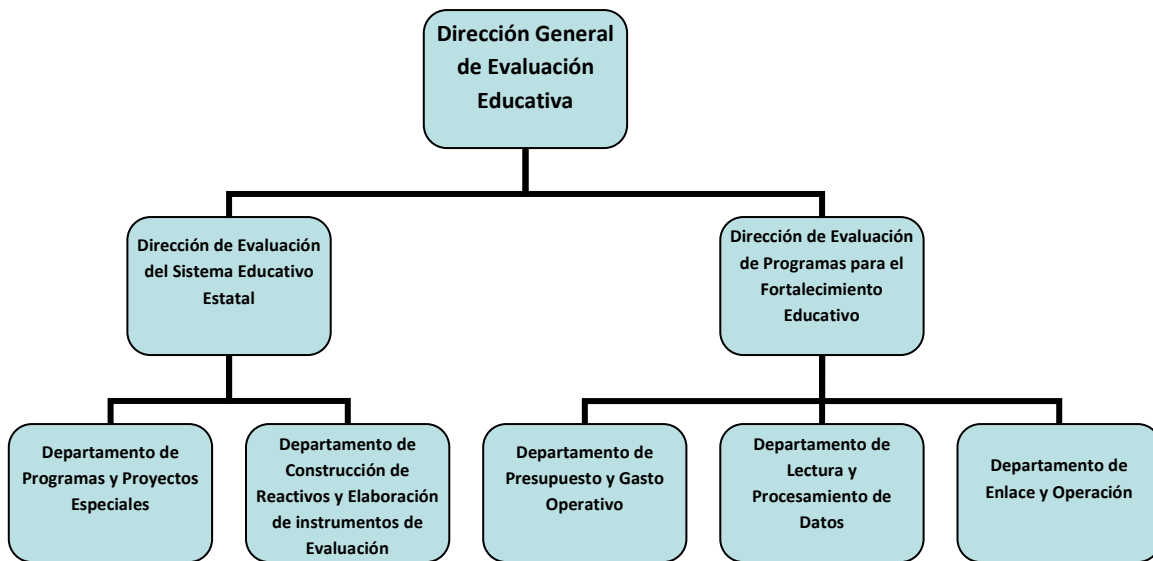 Dirección General
de Evaluación
Educativa
Dirección de Evaluación
del Sistema Educativo
Estatal
Dirección de Evaluación
de Programas para el
Fortalecimiento
Educativo
Departamento de
Programas y Proyectos
Especiales
Departamento de
Construcción de
Reactivos y Elaboración
de instrumentos de
Evaluación
Departamento de
Presupuesto y Gasto
Operativo
Departamento de
Lectura y
Procesamiento de
Datos
Departamento de
Enlace y Operación